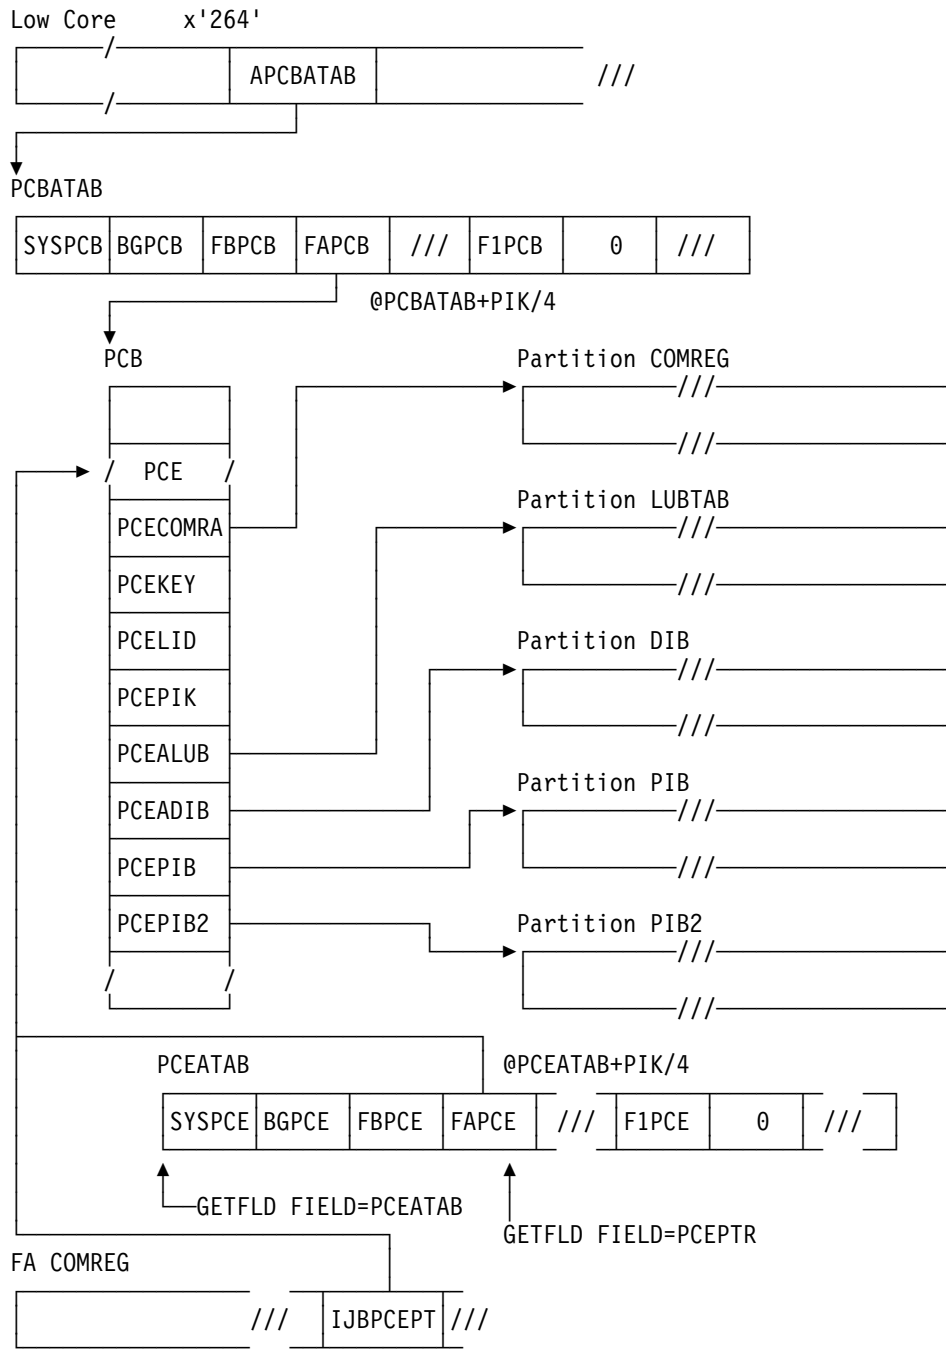 Low Core x'264'
/
APCBATAB ///
/
PCBATAB
SYSPCB BGPCB FBPCB FAPCB /// F1PCB 0 ///
@PCBATAB+PIK/4
PCB Partition COMREG
///
///
/ PCE /
Partition LUBTAB
PCECOMRA ///
PCEKEY ///
PCELID Partition DIB
///
PCEPIK
///
PCEALUB
Partition PIB
PCEADIB ///
PCEPIB ///
PCEPIB2 Partition PIB2
///
/ /
///
PCEATAB @PCEATAB+PIK/4
SYSPCE BGPCE FBPCE FAPCE /// F1PCE 0 ///
GETFLD FIELD=PCEATAB
GETFLD FIELD=PCEPTR
FA COMREG
/// IJBPCEPT ///